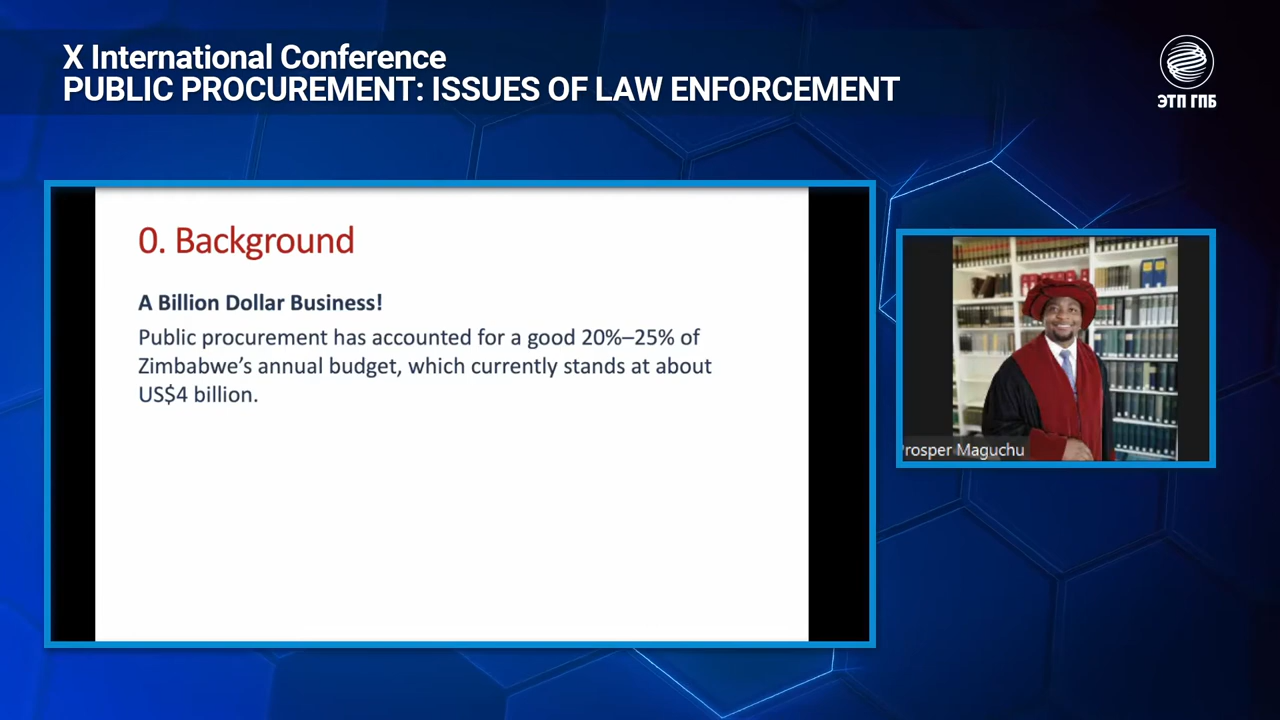 X International Conference
PUBLIC PROCUREMENT: ISSUES OF LAW ENFORCEMENT
ЭТП ГПБ
0. Background
A Billion Dollar Business!
Public procurement has accounted for a good 20%–25% of
Zimbabwe’s annual budget, which currently stands at about
US$4 billion.
rosper Maguchu